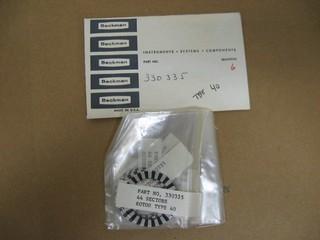 Beckman
Beckman
Beckman
Beckman
Beckman
INSTRUMENTS • SYSTEMS • COMPONENTS
PART NO.
330335
6
TYPE 40
MADE IN U.S.A.
PART NO. 330335
44 SECTORS
ROTOR TYPE 40